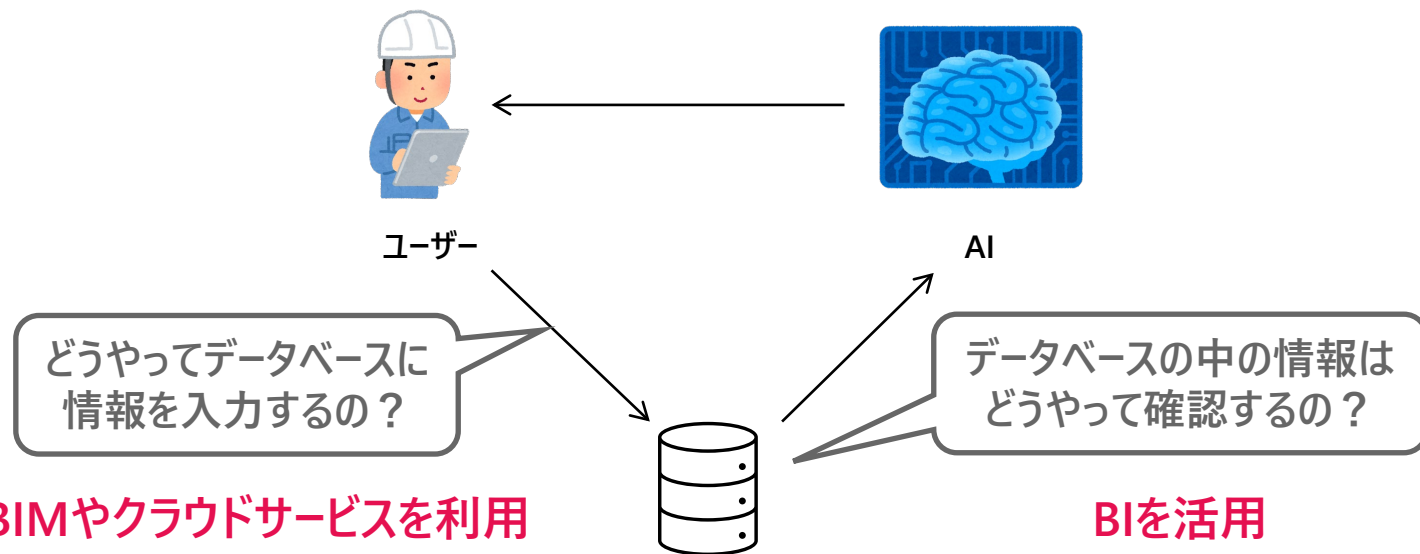 ユーザー
AI
どうやってデータベースに
情報を入力するの？
データベースの中の情報は
どうやって確認するの？
BIMやクラウドサービスを利用
BIを活用